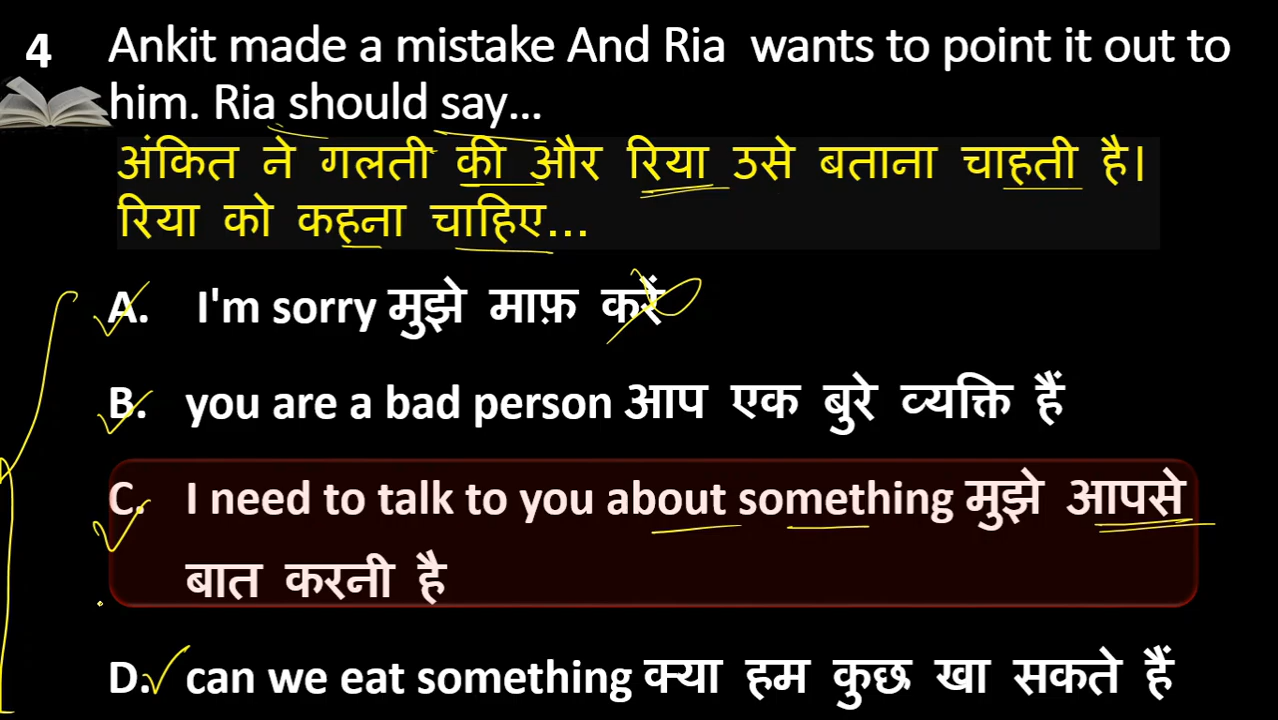 4 Ankit made a mistake And Ria wants to point it out to
him. Ria should say...
अंकित ने गलती की और रिया उसे बताना चाहती है।
रिया को कहना चाहिए...
A. I'm sorry मुझे माफ़ करें
B. you are a bad person आप एक बुरे व्यक्ति हैं
C. I need to talk to you about something मुझे आपसे
बात करनी है
D. can we eat something क्या हम कुछ खा सकते हैं